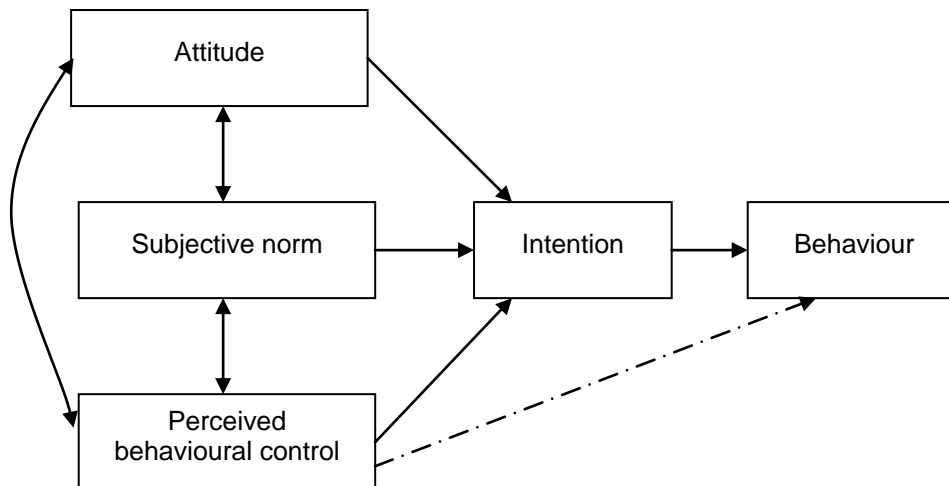 Attitude
Subjective norm
Intention
Behaviour
Perceived
behavioural control